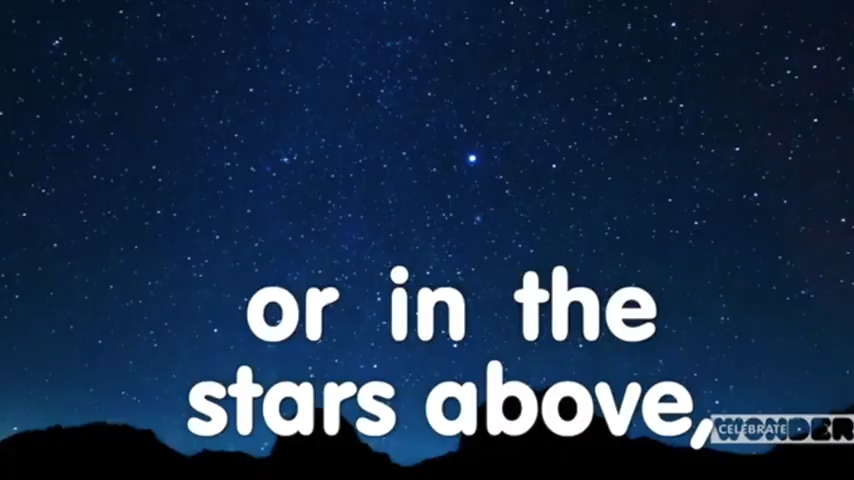 or in the
stars above,
CELEBRATE
WONDER